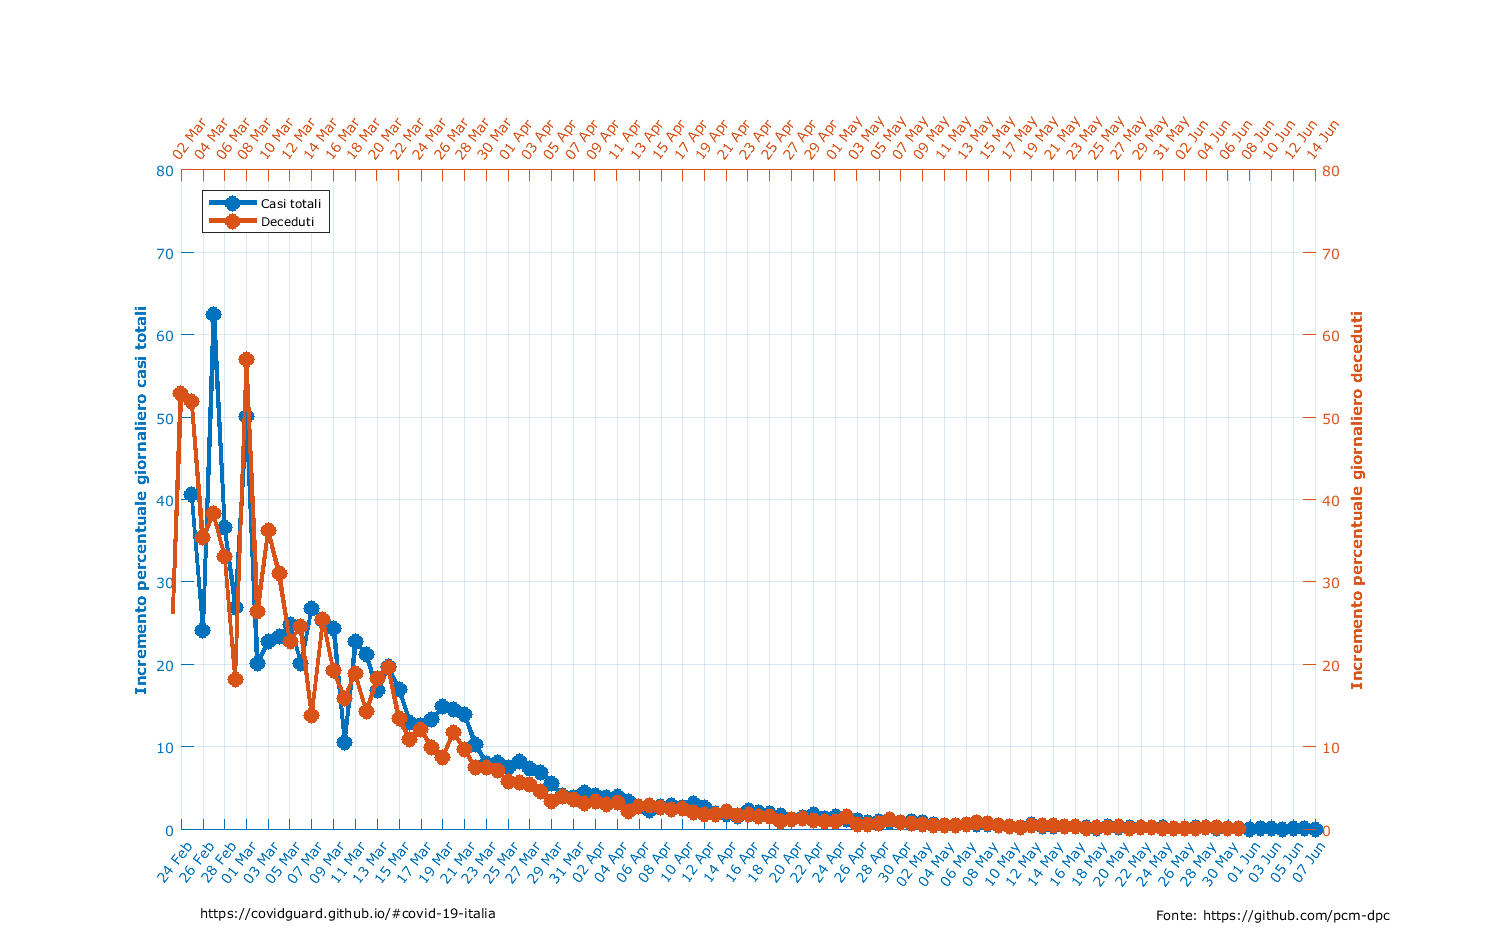 02 Mar
04 Mar
06 Mar
08 Mar
10 Mar
12 Mar
14 Mar
16 Mar
18 Mar
20 Mar
22 Mar
24 Mar
26 Mar
28 Mar
30 Mar
01 Apr
03 Apr
05 Apr
07 Apr
09 Apr
11 Apr
13 Apr
15 Apr
17 Apr
19 Apr
21 Apr
23 Apr
25 Apr
27 Apr
29 Apr
01 May
03 May
05 May
07 May
09 May
11 May
13 May
15 May
17 May
19 May
21 May
23 May
25 May
27 May
29 May
31 May
02 Jun
04 Jun
06 Jun
08 Jun
10 Jun
12 Jun
14 Jun
80
70
60
50
40
30
20
10
0
Incremento percentuale giornaliero casi totali
Casi totali
Deceduti
80
70
60
50
40
30
20
10
0
Incremento percentuale giornaliero deceduti
24 Feb
26 Feb
28 Feb
01 Mar
03 Mar
05 Mar
07 Mar
09 Mar
11 Mar
13 Mar
15 Mar
17 Mar
19 Mar
21 Mar
23 Mar
25 Mar
27 Mar
29 Mar
31 Mar
02 Apr
04 Apr
06 Apr
08 Apr
10 Apr
12 Apr
14 Apr
16 Apr
18 Apr
20 Apr
22 Apr
24 Apr
26 Apr
28 Apr
30 Apr
02 May
04 May
06 May
08 May
10 May
12 May
14 May
16 May
18 May
20 May
22 May
24 May
26 May
28 May
30 May
01 Jun
03 Jun
05 Jun
07 Jun
https://covidguard.github.io/#covid-19-italia
Fonte: https://github.com/pcm-dpc